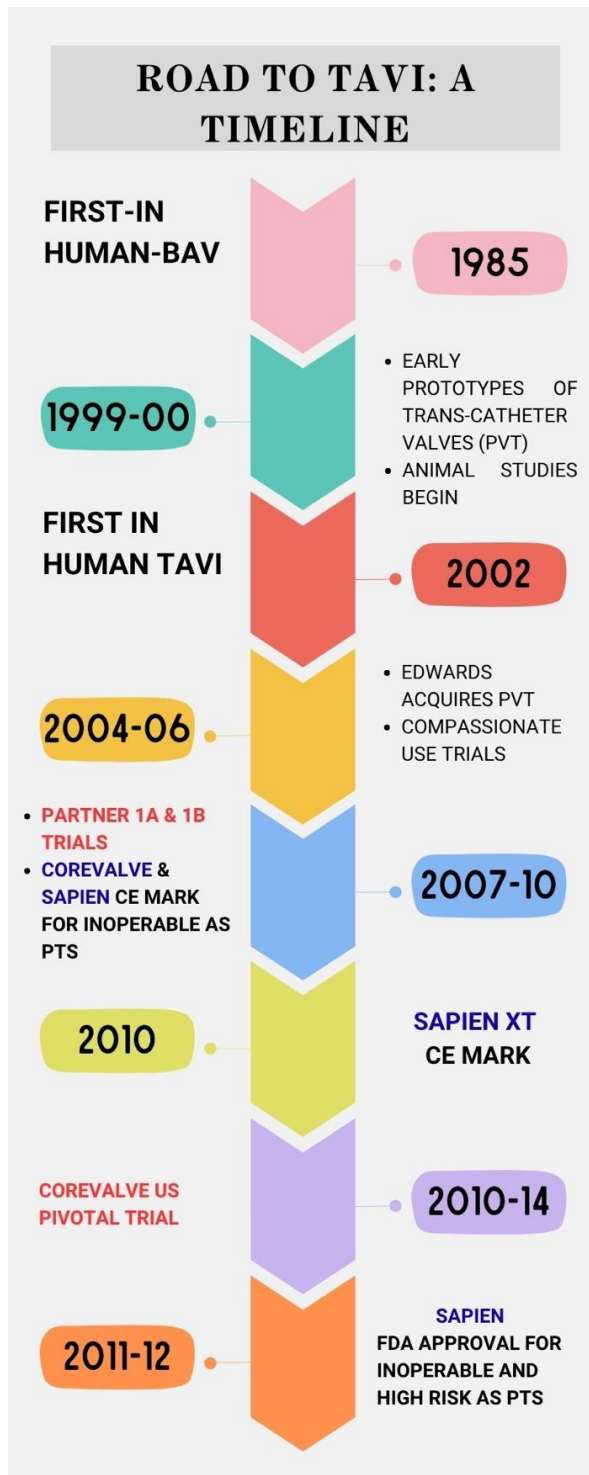 ROAD TO TAVI: A
TIMELINE
FIRST-IN
HUMAN-BAV
1985
1999-00
• EARLY
PROTOTYPES OF
TRANS-CATHETER
VALVES (PVT)
• ANIMAL STUDIES
BEGIN
FIRST IN
HUMAN TAVI
2002
2004-06
• EDWARDS
ACQUIRES PVT
• COMPASSIONATE
USE TRIALS
• PARTNER 1A & 1B
TRIALS
• COREVALVE &
SAPIEN CE MARK
FOR INOPERABLE AS
PTS
2007-10
2010
SAPIEN XT
CE MARK
COREVALVE US
PIVOTAL TRIAL
2010-14
2011-12
SAPIEN
FDA APPROVAL FOR
INOPERABLE AND
HIGH RISK AS PTS